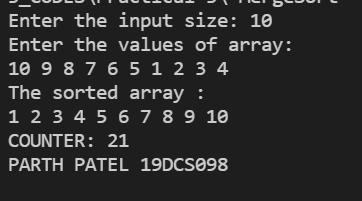 Enter the input size: 10
Enter the values of array:
10 9 8 7 6 5 1 2 3 4
The sorted array :
1 2 3 4 5 6 7 8 9 10
COUNTER: 21
PARTH PATEL 19DCS098